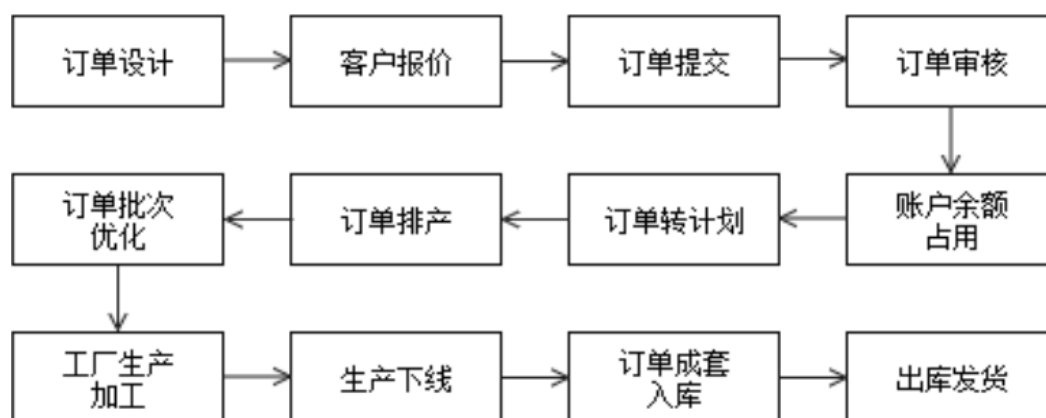 订单设计
客户报价
订单提交
订单审核
账户余额
占用
订单转计划
订单排产
订单批次
优化
工厂生产
加工
生产下线
订单成套
入库
出库发货